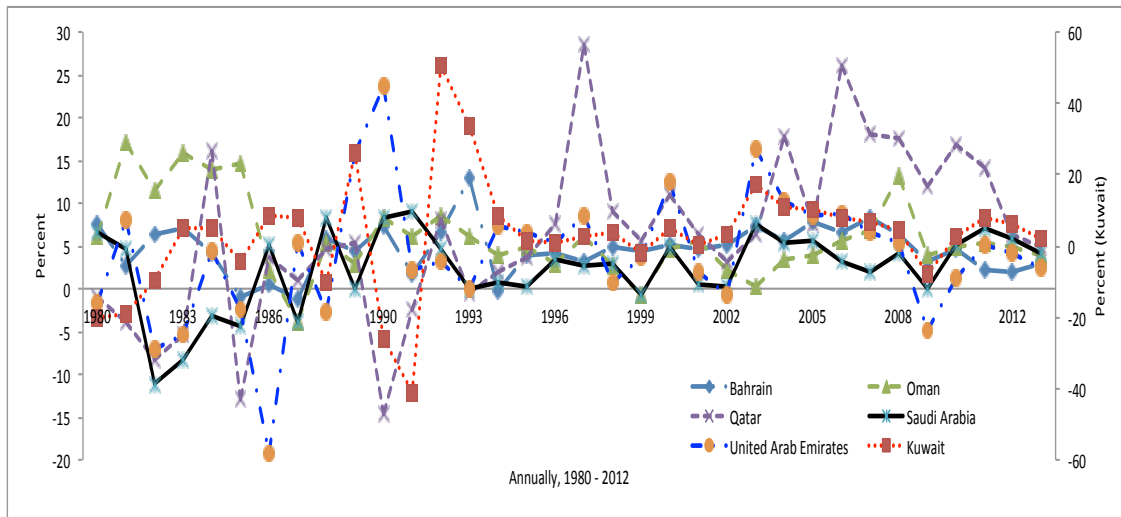 30
25
20
15
10
5
0
-5
-10
-15
-20
Percent
60
40
20
0
-20
-40
-60
Percent (Kuwait)
1980 1983 1986 1990 1993 1996 1999 2002 2005 2008 2012
Bahrain Oman
Qatar Saudi Arabia
United Arab Emirates Kuwait
Annually, 1980 - 2012